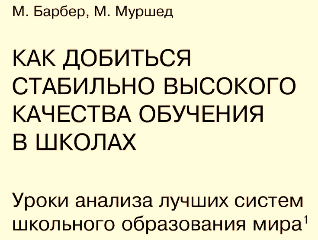 М. Барбер, М. Муршед
КАК ДОБИТЬСЯ
СТАБИЛЬНО ВЫСОКОГО
КАЧЕСТВА ОБУЧЕНИЯ
В ШКОЛАХ
Уроки анализа лучших систем
школьного образования мира¹